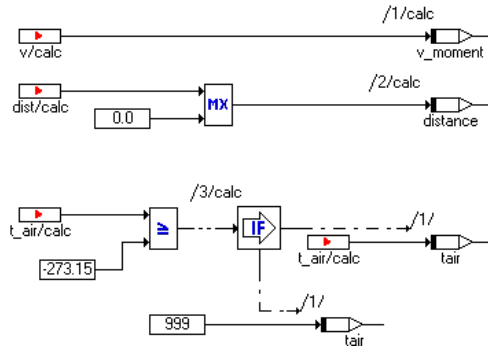 /1/calc
v/calc
v_moment
/2/calc
dist/calc
MX
0.0
distance
/3/calc
/1/
t_air/calc
≥
IF
t_air/calc
tair
-273.15
/1/
999
tair